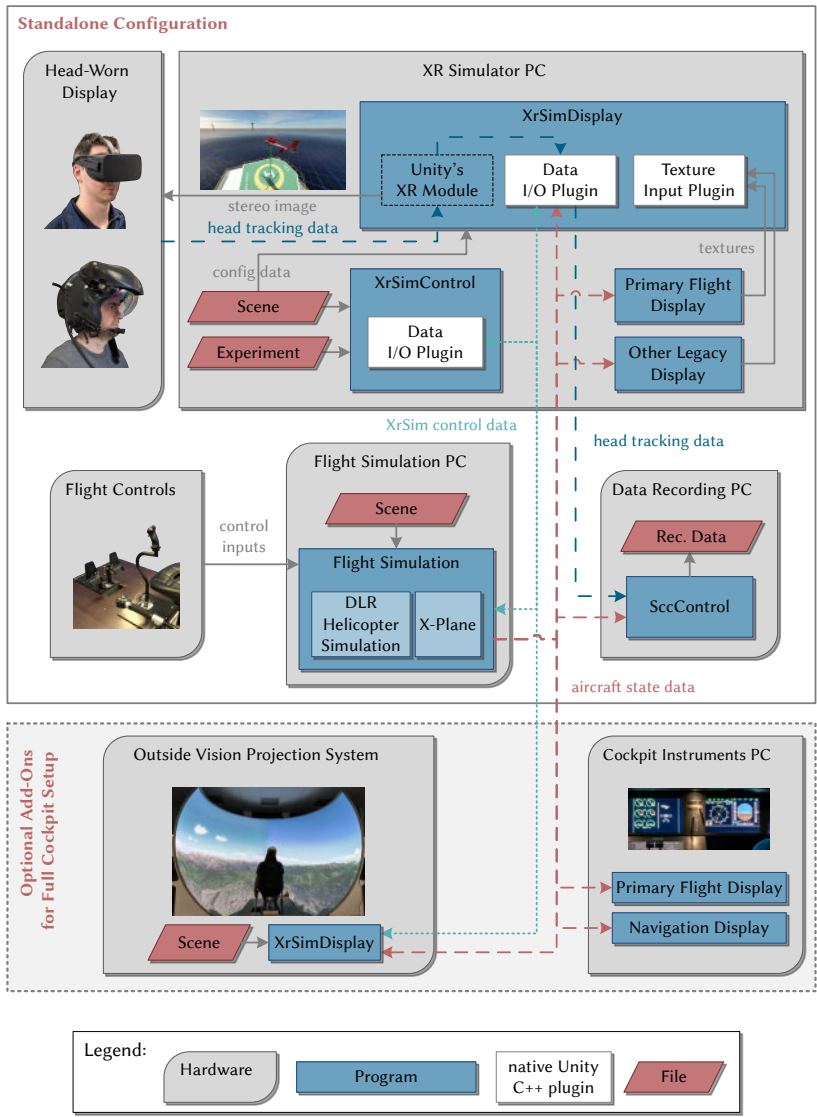 Standalone Configuration
Head-Worn
Display
XR Simulator PC
XrSimDisplay
Unity's
XR Module
Data
I/O Plugin
Texture
Input Plugin
stereo image
head tracking data
textures
config data
Scene
Experiment
XrSimControl
Data
I/O Plugin
Primary Flight
Display
Other Legacy
Display
XrSim control data
head tracking data
Flight Controls
control
inputs
Flight Simulation PC
Scene
Flight Simulation
DLR
Helicopter
Simulation
X-Plane
Data Recording PC
Rec. Data
SccControl
aircraft state data
Optional Add-Ons
for Full Cockpit Setup
Outside Vision Projection System
Scene
XrSimDisplay
Cockpit Instruments PC
Primary Flight Display
Navigation Display
Legend:
Hardware
Program
native Unity
C++ plugin
File